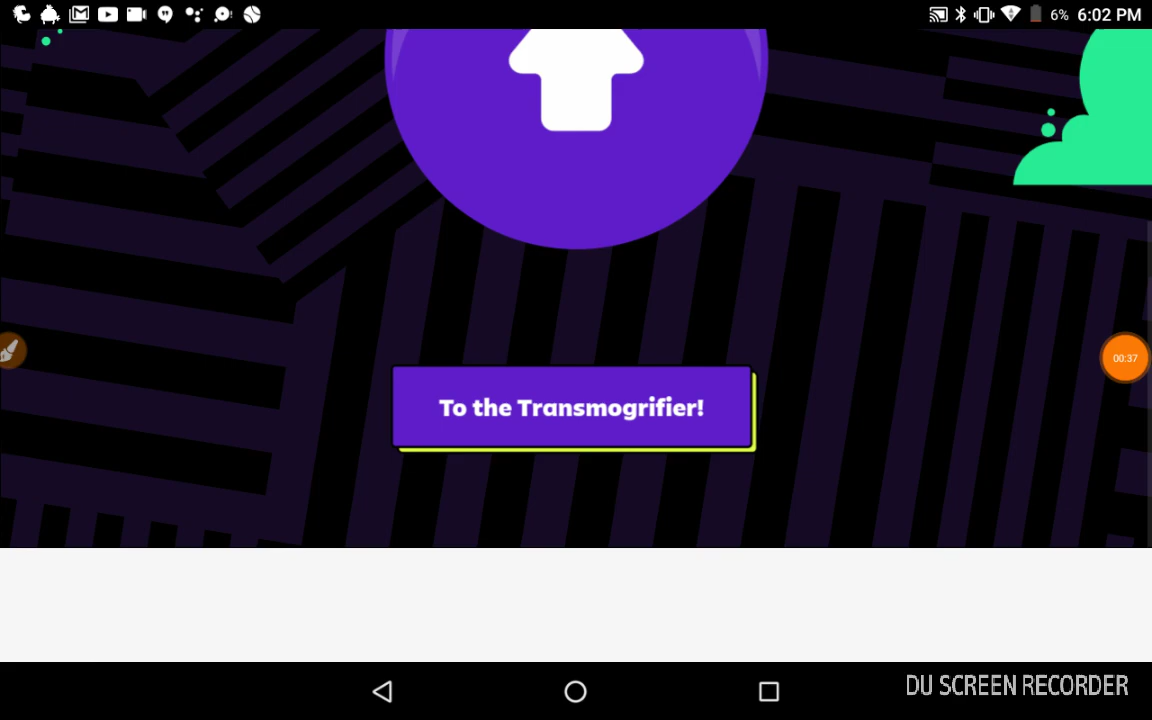 6% 6:02 PM
To the Transmogrifier!
00:37
DU SCREEN RECORDER